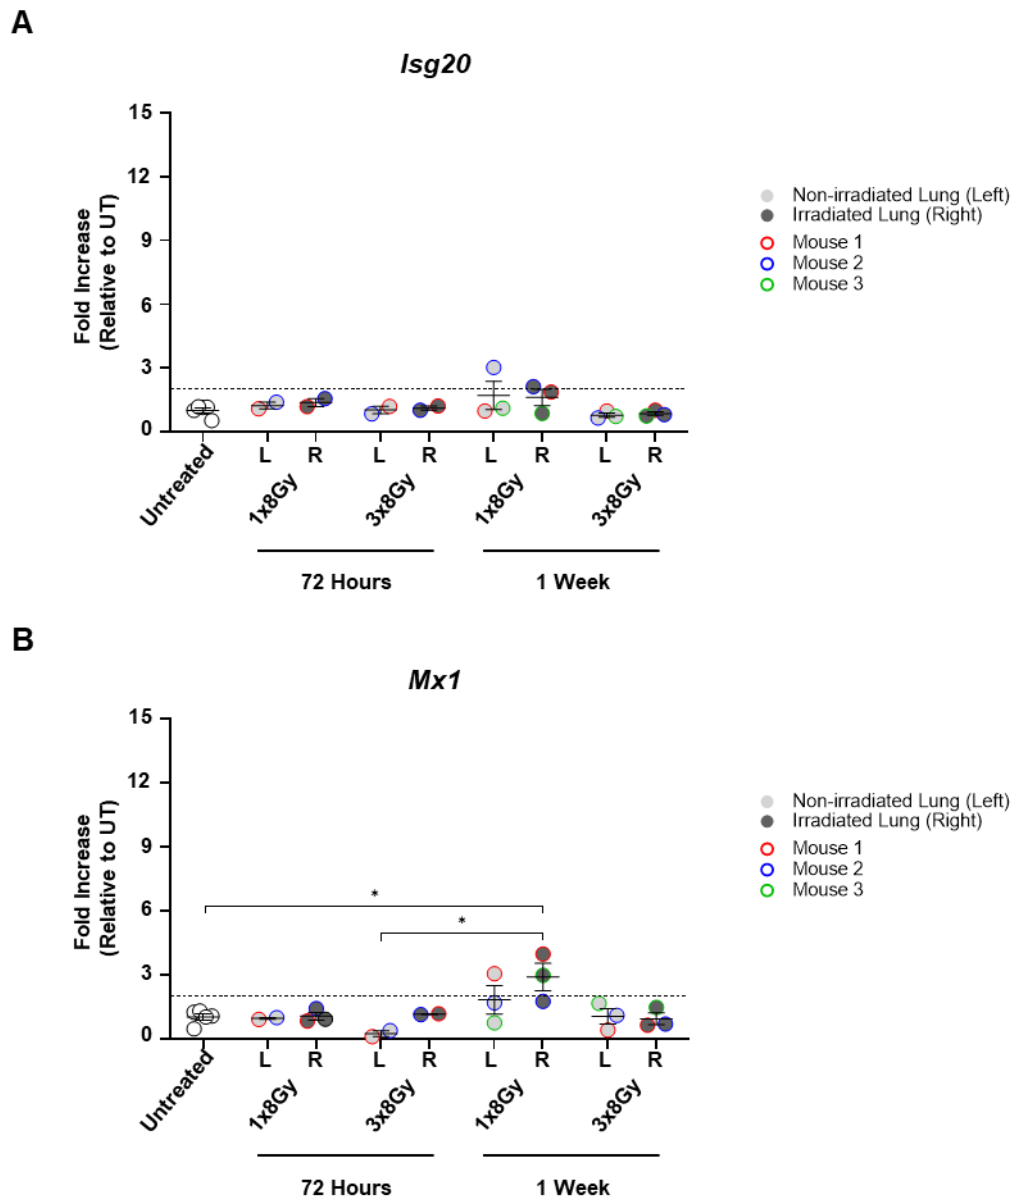 A
Isg20
15
12
9
6
3
0
Fold Increase
(Relative to UT)
Non-irradiated Lung (Left)
Irradiated Lung (Right)
Mouse 1
Mouse 2
Mouse 3
L R L R L R L R
Untreated 1x8Gy 3x8Gy 1x8Gy 3x8Gy
72 Hours 1 Week
B
Mx1
15
12
9
6
3
0
Fold Increase
(Relative to UT)
*
*
Non-irradiated Lung (Left)
Irradiated Lung (Right)
Mouse 1
Mouse 2
Mouse 3
L R L R L R L R
Untreated 1x8Gy 3x8Gy 1x8Gy 3x8Gy
72 Hours 1 Week